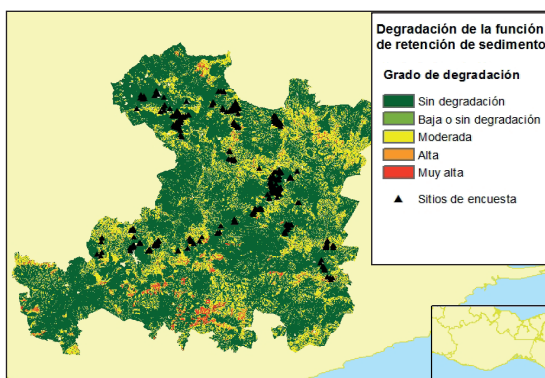 Degradación de la función
de retención de sedimento
Grado de degradación
Sin degradación
Baja o sin degradación
Moderada
Alta
Muy alta
Sitios de encuesta